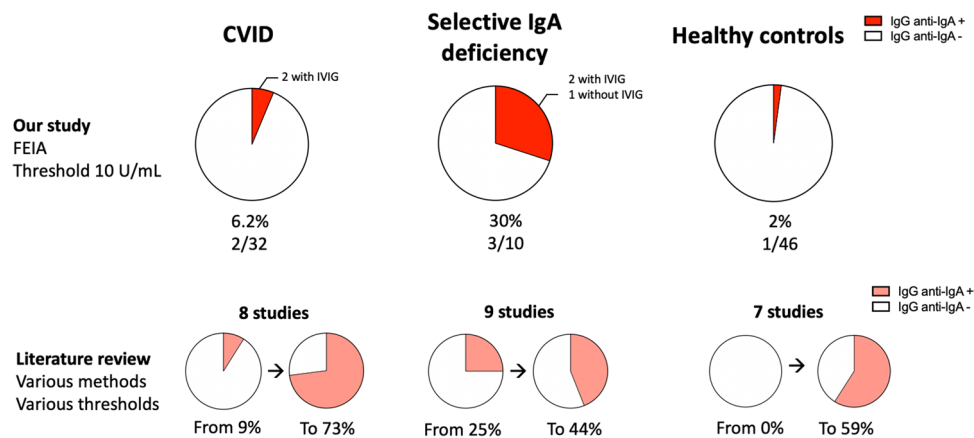 CVID
Selective IgA
deficiency
Healthy controls
IgG anti-IgA +
IgG anti-IgA -
2 with IVIG
2 with IVIG
1 without IVIG
Our study
FEIA
Threshold 10 U/mL
6.2%
2/32
30%
3/10
2%
1/46
IgG anti-IgA +
IgG anti-IgA -
8 studies
9 studies
7 studies
Literature review
Various methods
Various thresholds
From 9%
To 73%
From 25%
To 44%
From 0%
To 59%